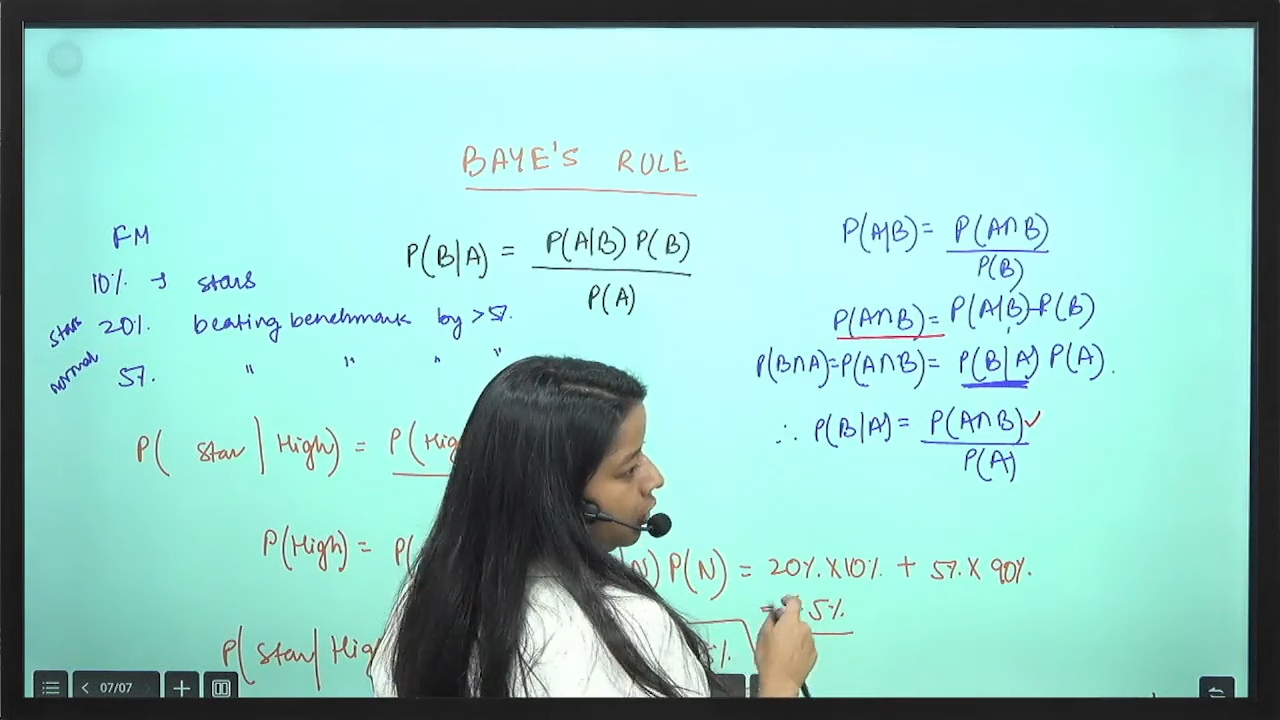 BAYE'S RULE
FM
10% → stars
stars 20%. beating benchmark by >5%.
normal 5%. " " " "
P(B|A) = P(A|B) P(B)
P(A)
P(A|B) = P(A∩B)
P(B)
P(A∩B) = P(A|B) P(B)
P(B∩A) = P(A∩B) = P(B|A) P(A).
∴ P(B|A) = P(A∩B) ✓
P(A)
P( Star | High) = P(Hig
P(High) = P( N) P(N) = 20% X 10% + 5% X 90%.
5%
P( Star | Hig %.
07/07